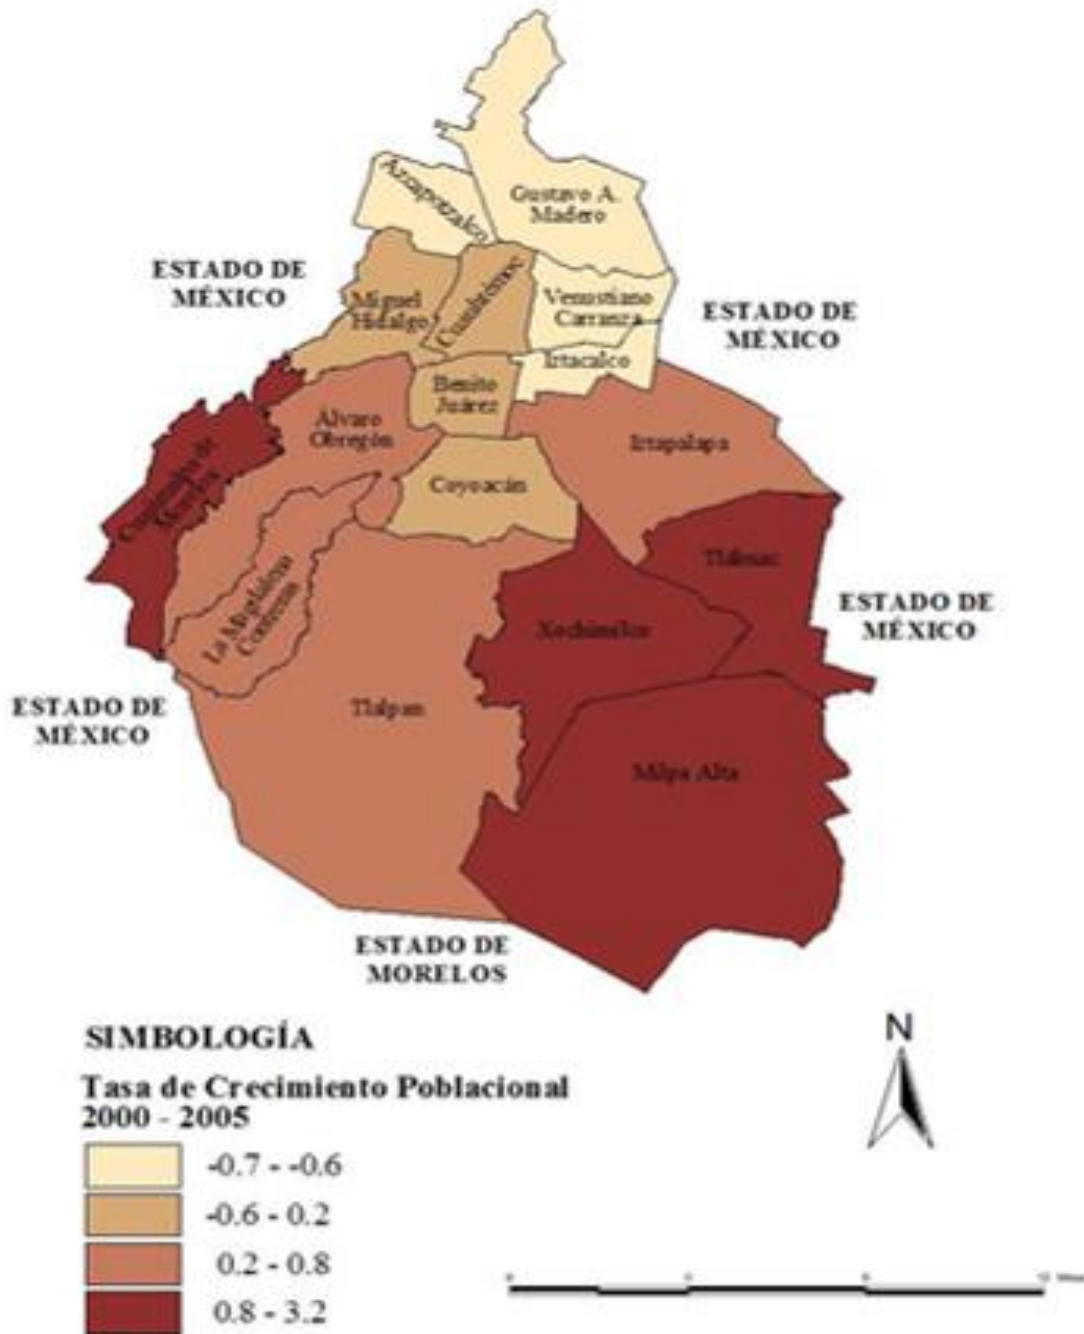 Azcapotzalco
Gustavo A.
Madero
ESTADO DE
MÉXICO
Miguel
Hidalgo
Cuauhtémoc
Venustiano
Carranza
ESTADO DE
MÉXICO
Iztacalco
Benito
Juárez
Álvaro
Obregón
Iztapalapa
Coyoacán
Cuajimalpa de
Morelos
Tláhuac
La Magdalena
Contreras
Xochimilco
ESTADO DE
MÉXICO
ESTADO DE
MÉXICO
Tlalpan
Milpa Alta
ESTADO DE
MORELOS
SIMBOLOGÍA
N
Tasa de Crecimiento Poblacional
2000 - 2005
-0.7 - -0.6
-0.6 - 0.2
0.2 - 0.8
0.8 - 3.2